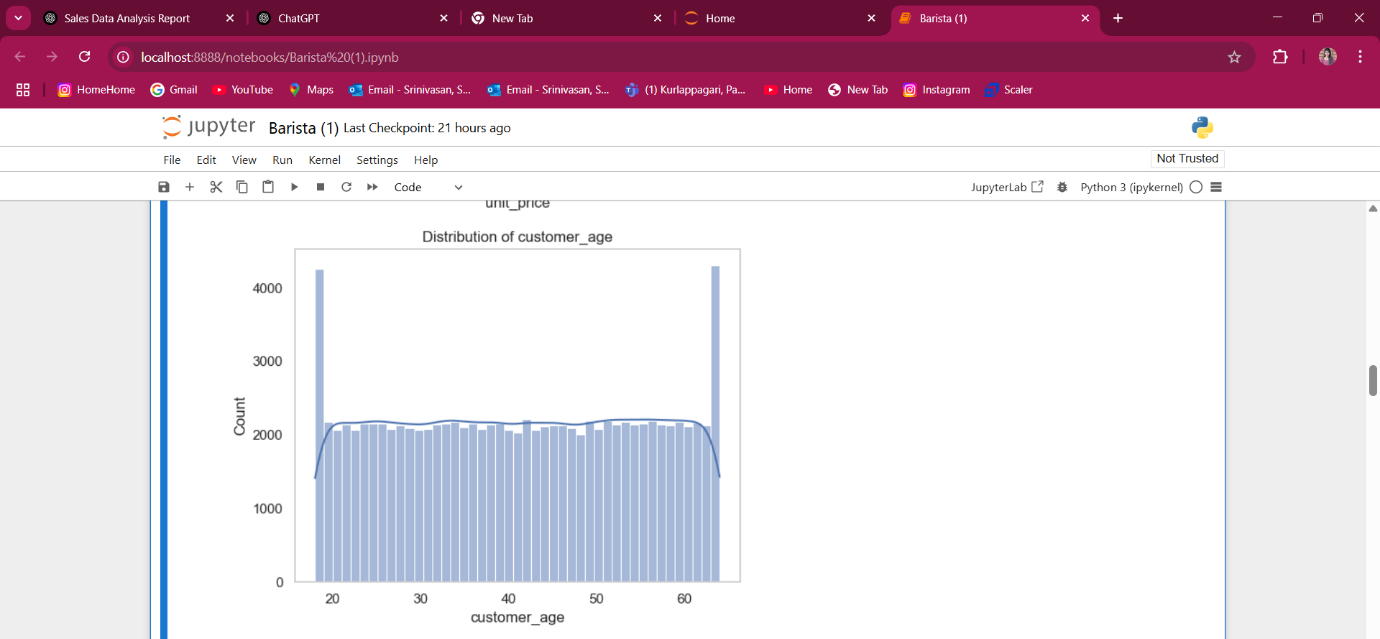 Sales Data Analysis Report
ChatGPT
New Tab
Home
Barista (1)
localhost:8888/notebooks/Barista%20(1).ipynb
HomeHome
Gmail
YouTube
Maps
Email - Srinivasan, S...
Email - Srinivasan, S...
(1) Kurlappagari, Pa...
Home
New Tab
Instagram
Scaler
jupyter Barista (1) Last Checkpoint: 21 hours ago
File Edit View Run Kernel Settings Help
Not Trusted
Code
JupyterLab
Python 3 (ipykernel)
unit_price
Distribution of customer_age
4000
3000
2000
1000
0
Count
20 30 40 50 60
customer_age